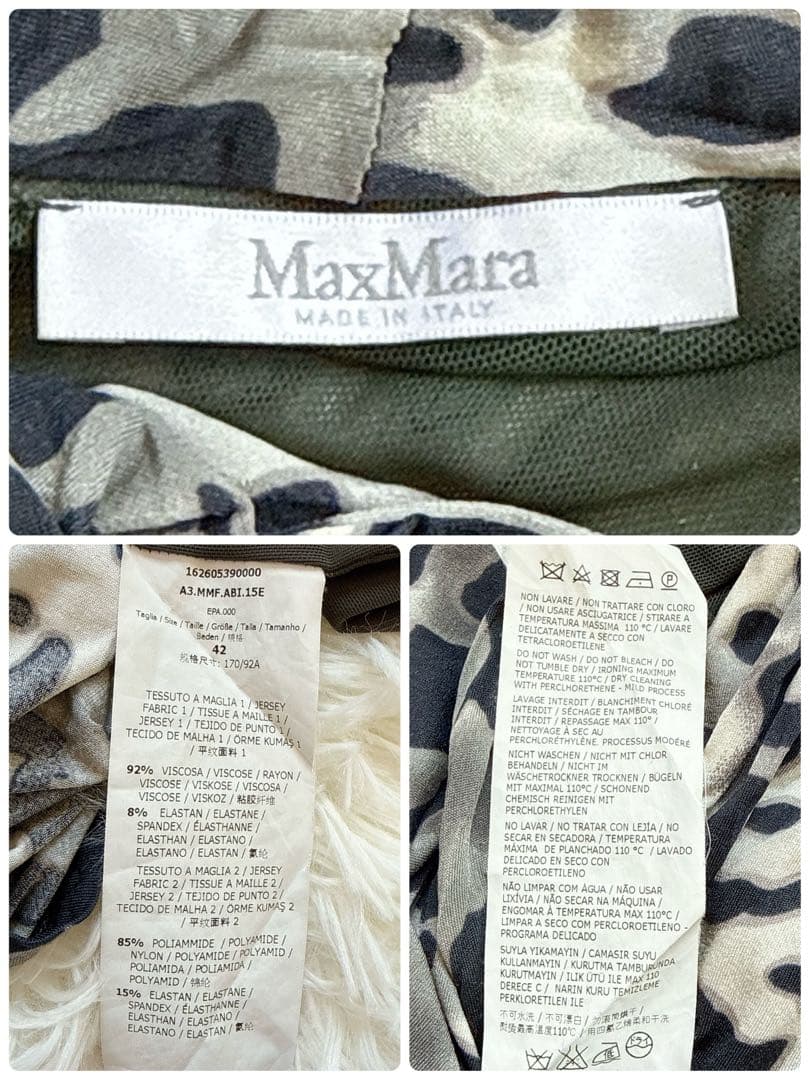 MaxMara
MADE IN ITALY
162605390000
A3.MMF.ABI.15E
EPA.000
Taglia / Size / Taille / Größe / Talla / Tamanho /
Beden / 规格
42
规格尺寸: 170/92A
TESSUTO A MAGLIA 1 / JERSEY
FABRIC 1 / TISSUE A MAILLE 1 /
JERSEY 1 / TEJIDO DE PUNTO 1 /
TECIDO DE MALHA 1 / ÖRME KUMAŞ 1
/ 平纹面料 1
92% VISCOSA / VISCOSE / RAYON /
VISCOSE / VISKOSE / VISCOSA /
VISCOSE / VISKOZ / 粘胶纤维
8% ELASTAN / ELASTANE /
SPANDEX / ÉLASTHANNE /
ELASTHAN / ELASTANO /
ELASTANO / ELASTAN / 氨纶
TESSUTO A MAGLIA 2 / JERSEY
FABRIC 2 / TISSUE A MAILLE 2 /
JERSEY 2 / TEJIDO DE PUNTO 2 /
TECIDO DE MALHA 2 / ÖRME KUMAŞ 2
/ 平纹面料 2
85% POLIAMMIDE / POLYAMIDE /
NYLON / POLYAMIDE / POLYAMID /
POLIAMIDA / POLIAMIDA /
POLYAMID / 锦纶
15% ELASTAN / ELASTANE /
SPANDEX / ÉLASTHANNE /
ELASTHAN / ELASTANO /
ELASTANO / ELASTAN / 氨纶
NON LAVARE / NON TRATTARE CON CLORO
/ NON USARE ASCIUGATRICE / STIRARE A
TEMPERATURA MASSIMA 110 °C / LAVARE
DELICATAMENTE A SECCO CON
TETRACLOROETILENE
DO NOT WASH / DO NOT BLEACH / DO
NOT TUMBLE DRY / IRONING MAXIMUM
TEMPERATURE 110°C / DRY CLEANING
WITH PERCLORETHENE - MILD PROCESS
LAVAGE INTERDIT / BLANCHIMENT CHLORÉ
INTERDIT / SÉCHAGE EN TAMBOUR
INTERDIT / REPASSAGE MAX 110° /
NETTOYAGE À SEC AU
PERCHLORÉTHYLÈNE. PROCESSUS MODÉRÉ
NICHT WASCHEN / NICHT MIT CHLOR
BEHANDELN / NICHT IM
WÄSCHETROCKNER TROCKNEN / BÜGELN
MIT MAXIMAL 110°C / SCHONEND
CHEMISCH REINIGEN MIT
PERCHLORETHYLEN
NO LAVAR / NO TRATAR CON LEJÍA / NO
SECAR EN SECADORA / TEMPERATURA
MÁXIMA DE PLANCHADO 110 °C / LAVADO
DELICADO EN SECO CON
PERCLOROETILENO
NÃO LIMPAR COM ÁGUA / NÃO USAR
LIXÍVIA / NÃO SECAR NA MÁQUINA /
ENGOMAR À TEMPERATURA MAX 110°C /
LIMPAR A SECO COM PERCLOROETILENO -
PROGRAMA DELICADO
SUYLA YIKAMAYIN / CAMASIR SUYU
KULLANMAYIN / KURUTMA TAMBURUNDA
KURUTMAYIN / ILIK ÜTÜ ILE MAX 110
DERECE C / NARIN KURU TEMIZLEME
PERKLORETILEN ILE
不可水洗 / 不可漂白 / 勿滚筒烘干 /
熨烫最高温度110°C / 用四氯乙烯柔和干洗
低
ドライ